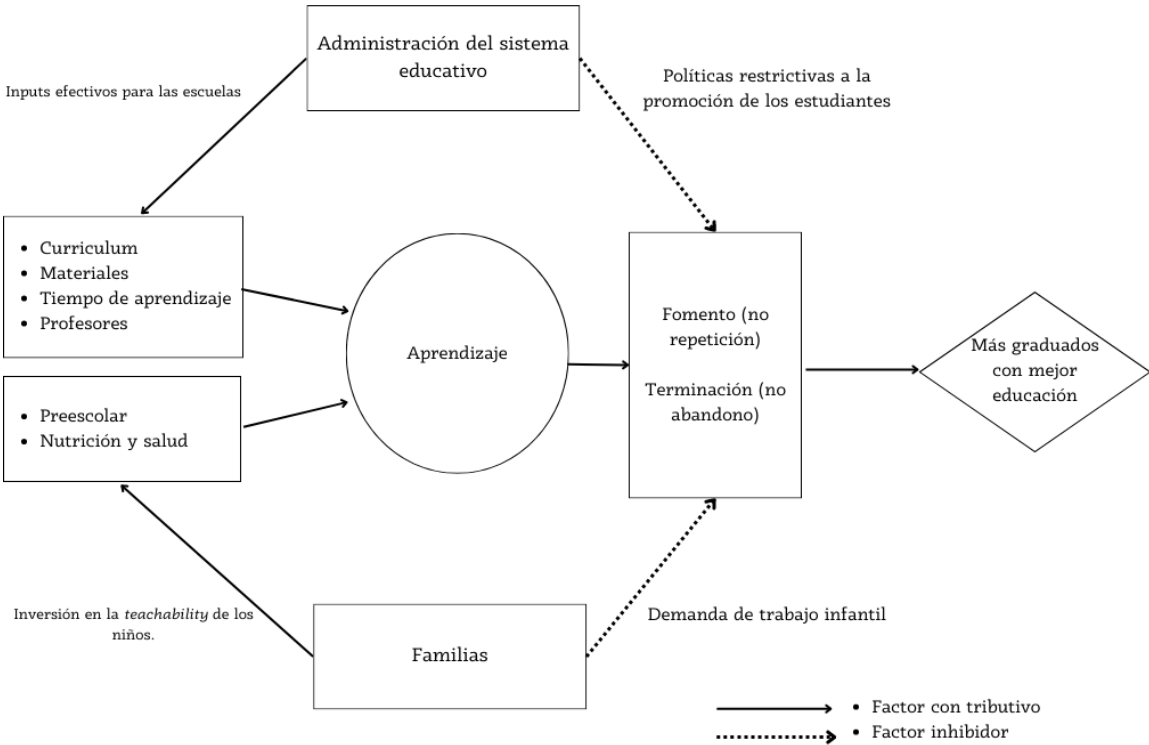 Administración del sistema
educativo
Inputs efectivos para las escuelas
Políticas restrictivas a la
promoción de los estudiantes
• Curriculum
• Materiales
• Tiempo de aprendizaje
• Profesores
Aprendizaje
Fomento (no
repetición)
Terminación (no
abandono)
Más graduados
con mejor
educación
• Preescolar
• Nutrición y salud
Inversión en la teachability de los
niños.
Familias
Demanda de trabajo infantil
• Factor con tributivo
• Factor inhibidor